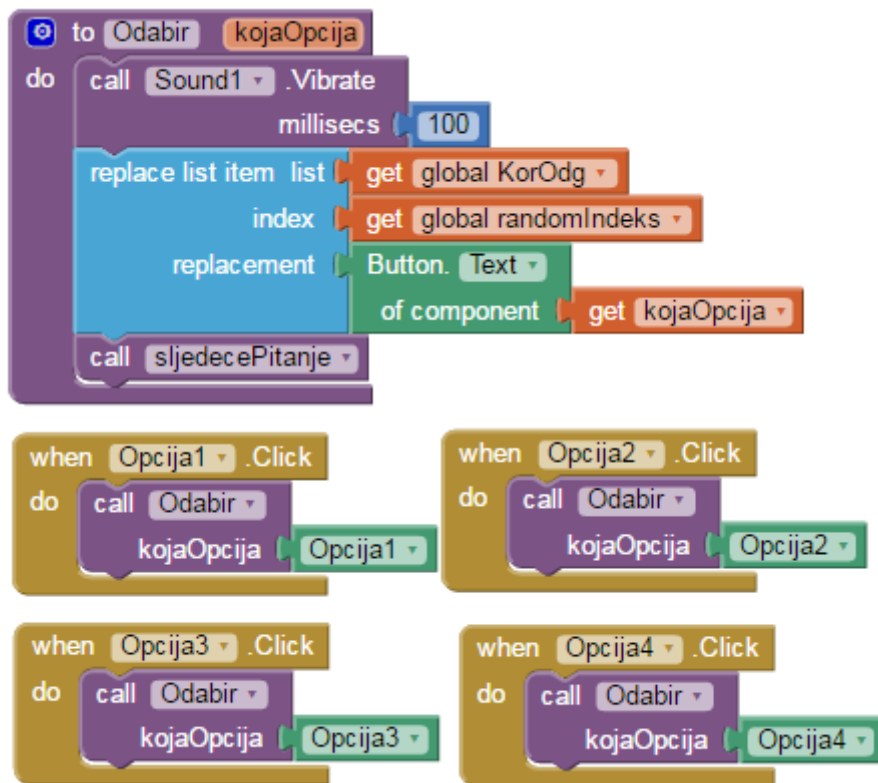 to Odabir kojaOpcija
do call Sound1 .Vibrate
millisecs 100
replace list item list get global KorOdg
index get global randomIndeks
replacement Button. Text
of component get kojaOpcija
call sljedecePitanje
when Opcija1 .Click
do call Odabir
kojaOpcija Opcija1
when Opcija2 .Click
do call Odabir
kojaOpcija Opcija2
when Opcija3 .Click
do call Odabir
kojaOpcija Opcija3
when Opcija4 .Click
do call Odabir
kojaOpcija Opcija4